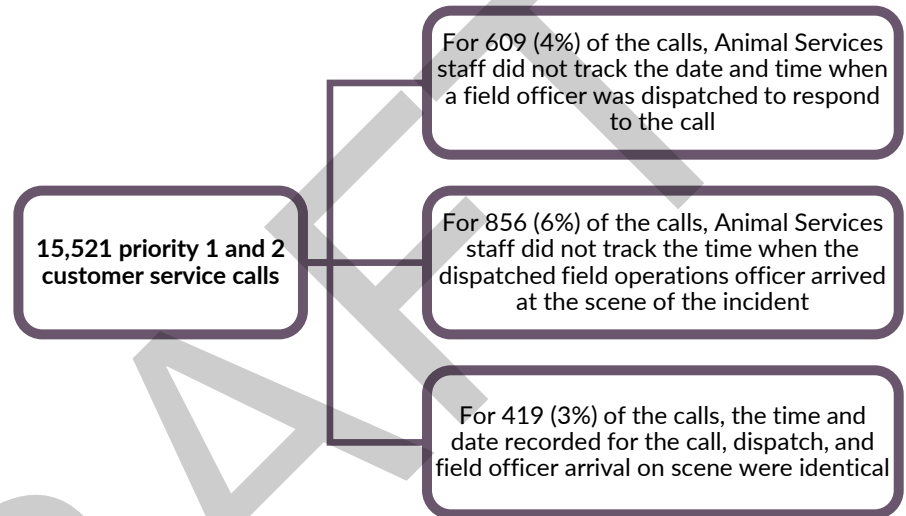 For 609 (4%) of the calls, Animal Services
staff did not track the date and time when
a field officer was dispatched to respond
to the call
15,521 priority 1 and 2
customer service calls
For 856 (6%) of the calls, Animal Services
staff did not track the time when the
dispatched field operations officer arrived
at the scene of the incident
For 419 (3%) of the calls, the time and
date recorded for the call, dispatch, and
field officer arrival on scene were identical